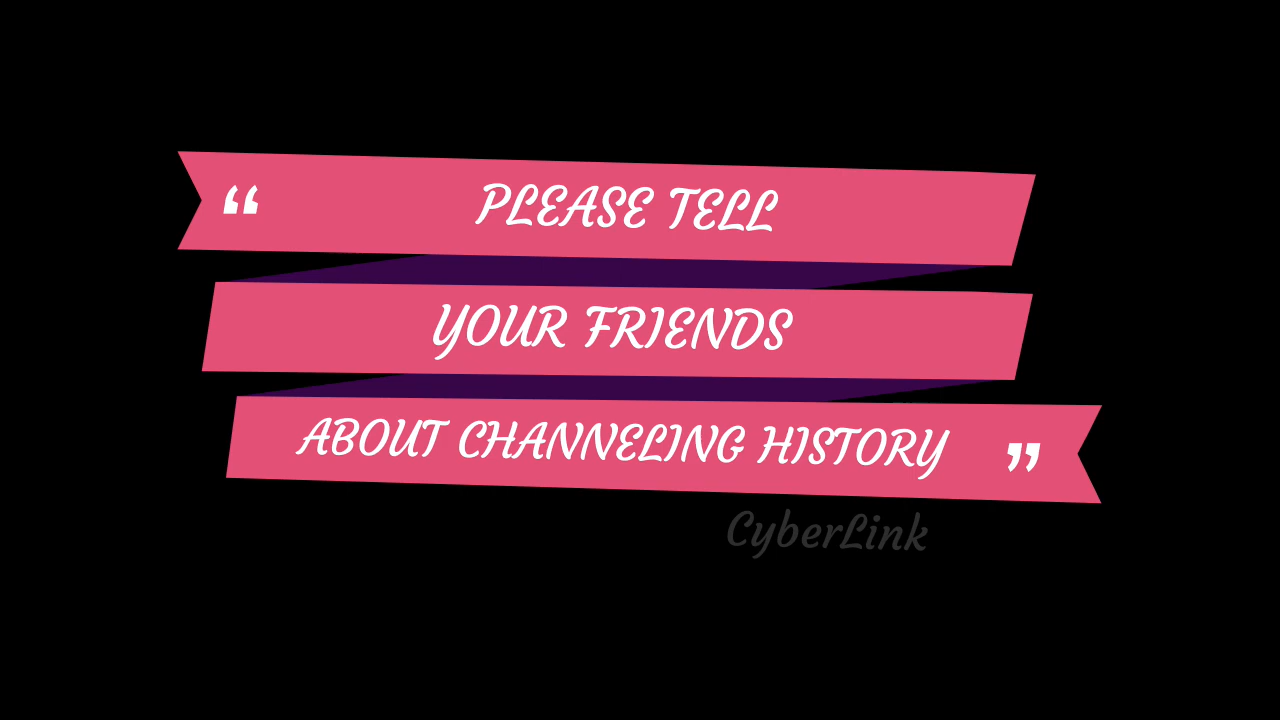 “ PLEASE TELL
YOUR FRIENDS
ABOUT CHANNELING HISTORY ”
CyberLink